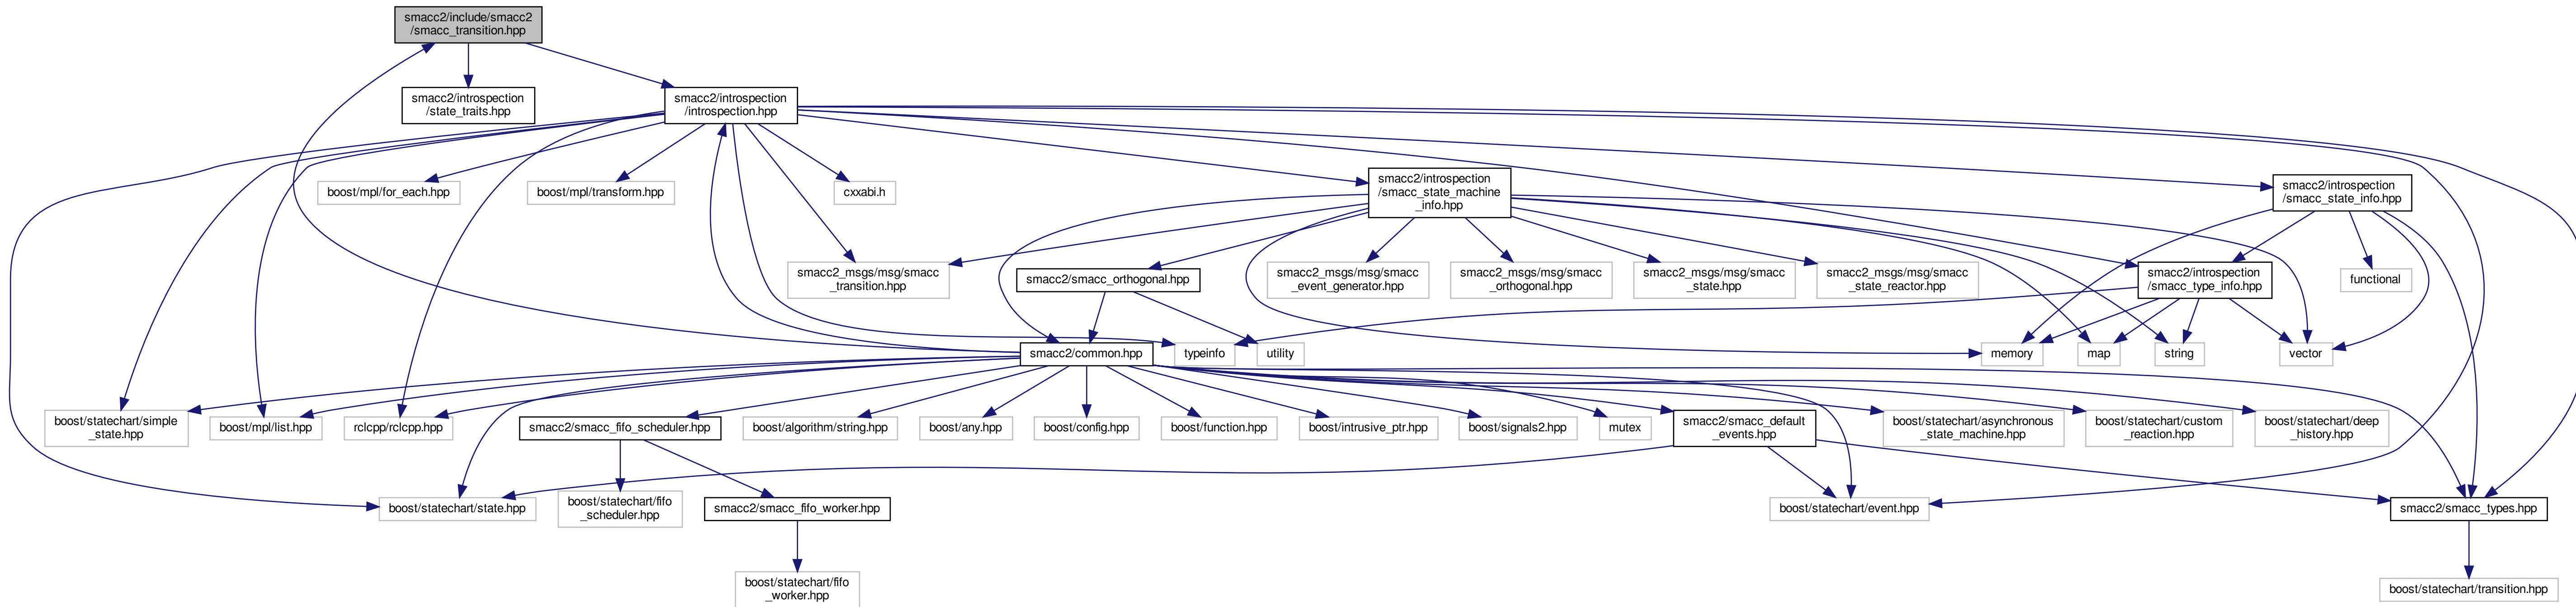 smacc2/include/smacc2
/smacc_transition.hpp
smacc2/introspection
/state_traits.hpp
smacc2/introspection
/introspection.hpp
boost/mpl/for_each.hpp
boost/mpl/transform.hpp
cxxabi.h
smacc2/introspection
/smacc_state_machine
_info.hpp
smacc2/introspection
/smacc_state_info.hpp
smacc2_msgs/msg/smacc
_transition.hpp
smacc2/smacc_orthogonal.hpp
smacc2_msgs/msg/smacc
_event_generator.hpp
smacc2_msgs/msg/smacc
_orthogonal.hpp
smacc2_msgs/msg/smacc
_state.hpp
smacc2_msgs/msg/smacc
_state_reactor.hpp
smacc2/introspection
/smacc_type_info.hpp
functional
smacc2/common.hpp
typeinfo
utility
memory
map
string
vector
boost/statechart/simple
_state.hpp
boost/mpl/list.hpp
rclcpp/rclcpp.hpp
smacc2/smacc_fifo_scheduler.hpp
boost/algorithm/string.hpp
boost/any.hpp
boost/config.hpp
boost/function.hpp
boost/intrusive_ptr.hpp
boost/signals2.hpp
mutex
smacc2/smacc_default
_events.hpp
boost/statechart/asynchronous
_state_machine.hpp
boost/statechart/custom
_reaction.hpp
boost/statechart/deep
_history.hpp
boost/statechart/state.hpp
boost/statechart/fifo
_scheduler.hpp
smacc2/smacc_fifo_worker.hpp
boost/statechart/event.hpp
smacc2/smacc_types.hpp
boost/statechart/fifo
_worker.hpp
boost/statechart/transition.hpp